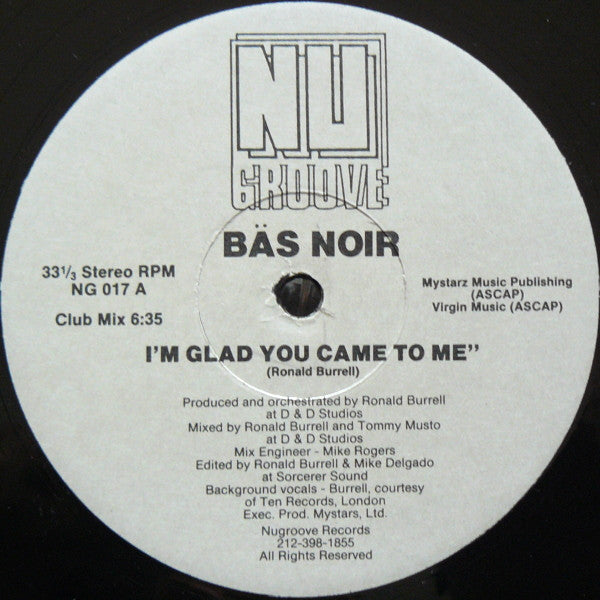 NU
GROOVE
BÄS NOIR
33⅓ Stereo RPM
NG 017 A
Club Mix 6:35
Mystarz Music Publishing
(ASCAP)
Virgin Music (ASCAP)
I'M GLAD YOU CAME TO ME"
(Ronald Burrell)
Produced and orchestrated by Ronald Burrell
at D & D Studios
Mixed by Ronald Burrell and Tommy Musto
at D & D Studios
Mix Engineer - Mike Rogers
Edited by Ronald Burrell & Mike Delgado
at Sorcerer Sound
Background vocals - Burrell, courtesy
of Ten Records, London
Exec. Prod. Mystars, Ltd.
Nugroove Records
212-398-1855
All Rights Reserved